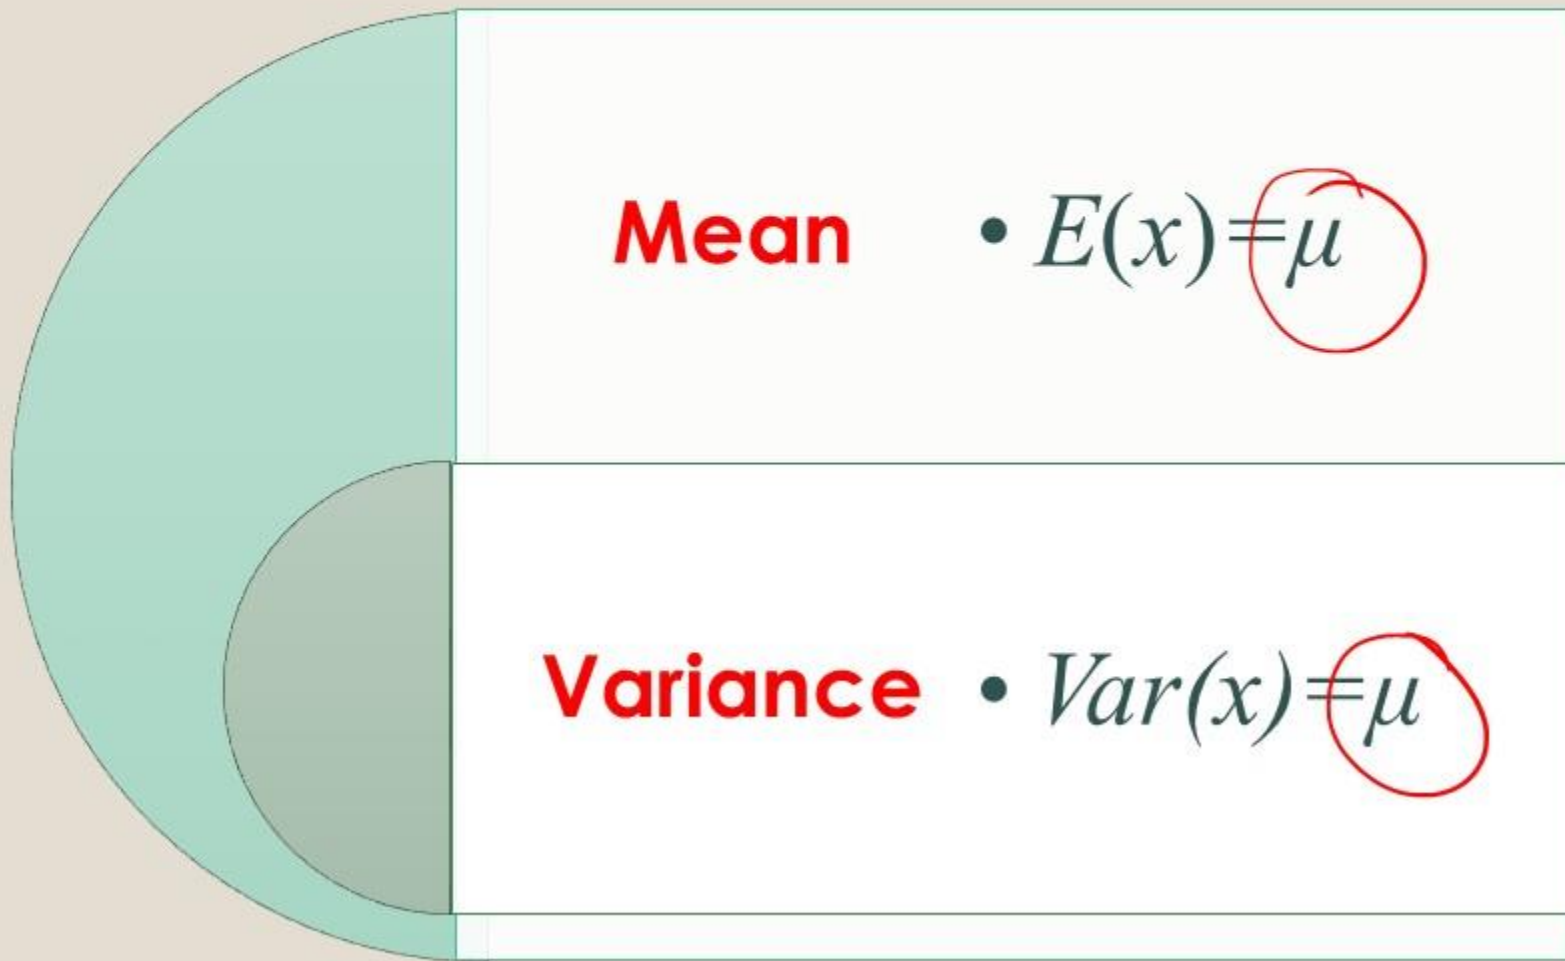 Mean • E(x)=μ
Variance • Var(x)=μ